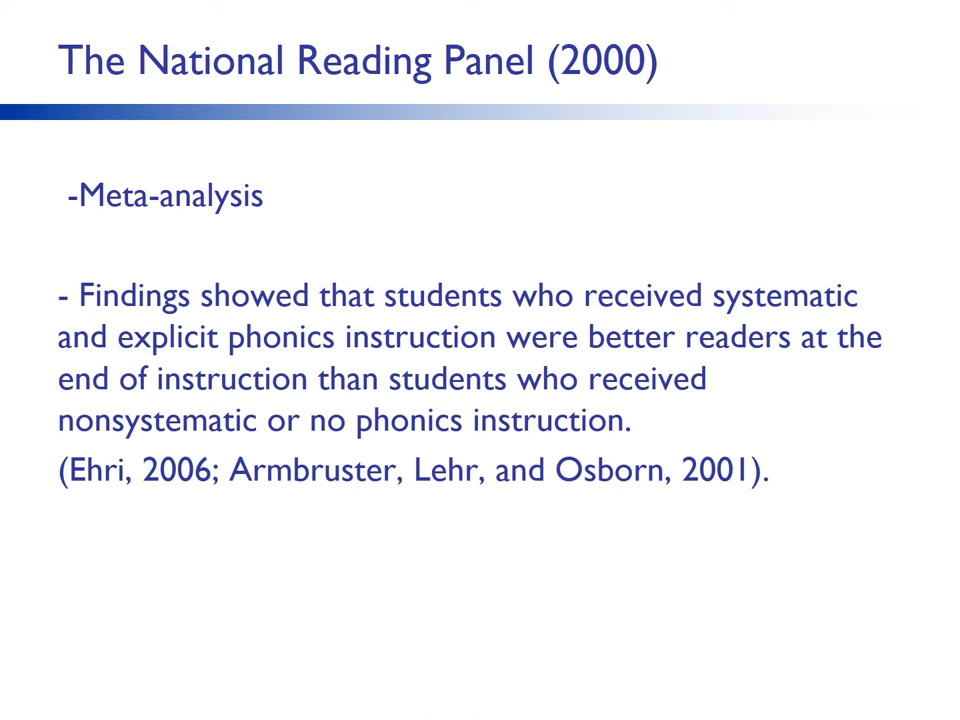 The National Reading Panel (2000)
-Meta-analysis
- Findings showed that students who received systematic
and explicit phonics instruction were better readers at the
end of instruction than students who received
nonsystematic or no phonics instruction.
(Ehri, 2006; Armbruster, Lehr, and Osborn, 2001).